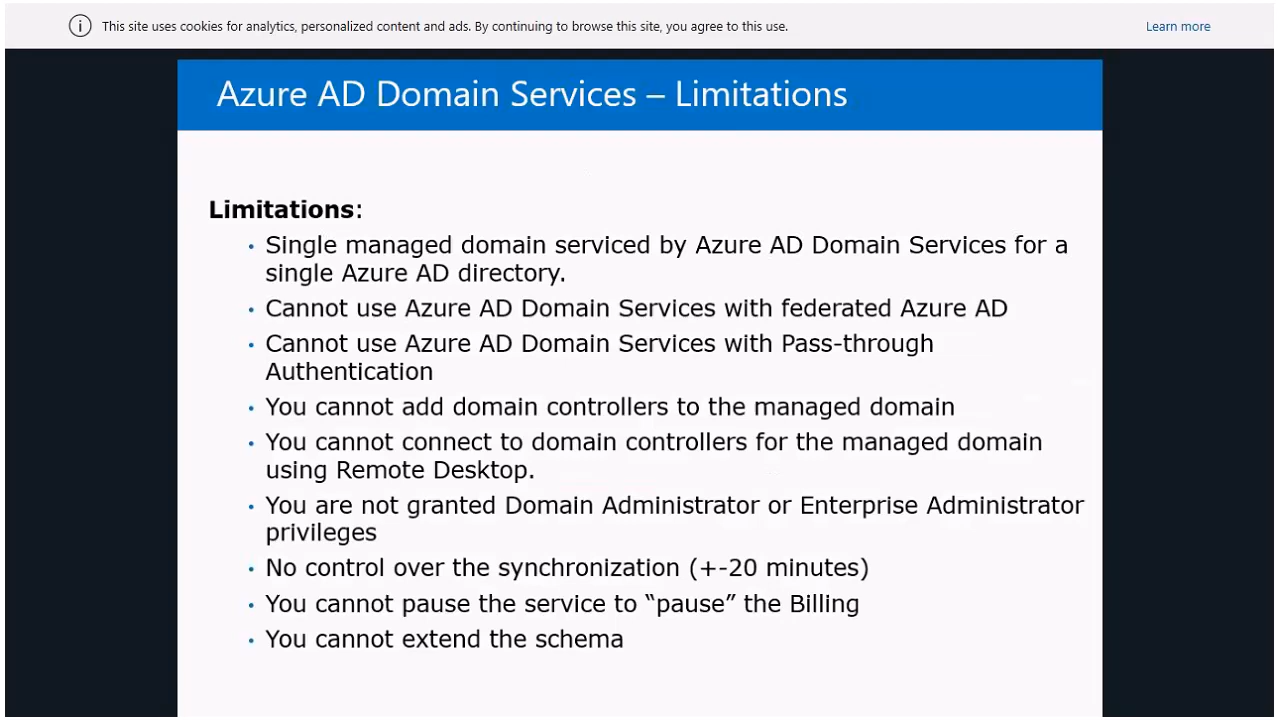 This site uses cookies for analytics, personalized content and ads. By continuing to browse this site, you agree to this use.
Learn more
Azure AD Domain Services – Limitations
Limitations:
• Single managed domain serviced by Azure AD Domain Services for a
single Azure AD directory.
• Cannot use Azure AD Domain Services with federated Azure AD
• Cannot use Azure AD Domain Services with Pass-through
Authentication
• You cannot add domain controllers to the managed domain
• You cannot connect to domain controllers for the managed domain
using Remote Desktop.
• You are not granted Domain Administrator or Enterprise Administrator
privileges
• No control over the synchronization (+-20 minutes)
• You cannot pause the service to “pause” the Billing
• You cannot extend the schema